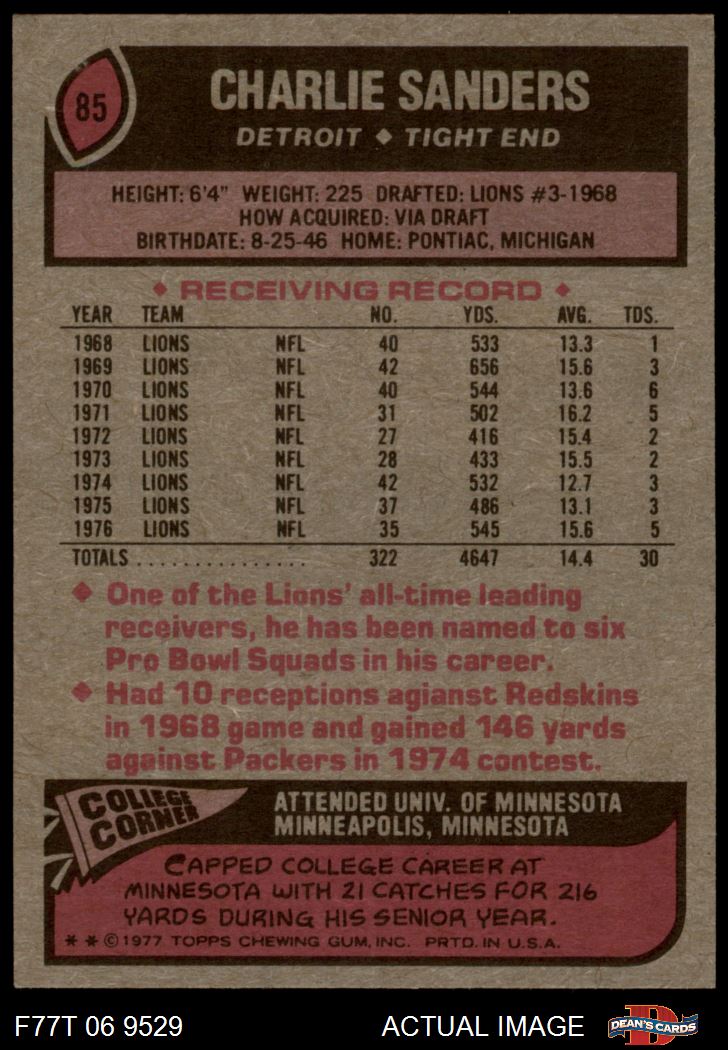 85
CHARLIE SANDERS
DETROIT ◆ TIGHT END
HEIGHT: 6'4" WEIGHT: 225 DRAFTED: LIONS #3-1968
HOW ACQUIRED: VIA DRAFT
BIRTHDATE: 8-25-46 HOME: PONTIAC, MICHIGAN
◆ RECEIVING RECORD ◆
YEAR TEAM NO. YDS. AVG. TDS.
1968 LIONS NFL 40 533 13.3 1
1969 LIONS NFL 42 656 15.6 3
1970 LIONS NFL 40 544 13.6 6
1971 LIONS NFL 31 502 16.2 5
1972 LIONS NFL 27 416 15.4 2
1973 LIONS NFL 28 433 15.5 2
1974 LIONS NFL 42 532 12.7 3
1975 LIONS NFL 37 486 13.1 3
1976 LIONS NFL 35 545 15.6 5
TOTALS . . . . . . . . . . . . . . . 322 4647 14.4 30
◆ One of the Lions' all-time leading
receivers, he has been named to six
Pro Bowl Squads in his career.
◆ Had 10 receptions agianst Redskins
in 1968 game and gained 146 yards
against Packers in 1974 contest.
COLLEGE
CORNER
ATTENDED UNIV. OF MINNESOTA
MINNEAPOLIS, MINNESOTA
CAPPED COLLEGE CAREER AT
MINNESOTA WITH 21 CATCHES FOR 216
YARDS DURING HIS SENIOR YEAR.
* * © 1977 TOPPS CHEWING GUM, INC. PRTD. IN U.S.A.
F77T 06 9529 ACTUAL IMAGE
D
DEAN'S CARDS